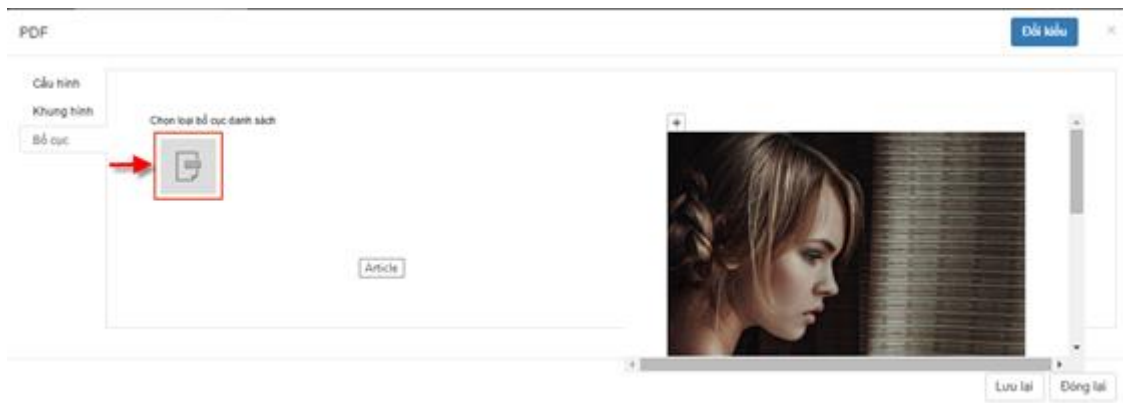 PDF
Đổi kiểu
Cấu hình
Khung hình
Bố cục
Chọn loại bố cục danh sách
Article
Lưu lại
Đóng lại